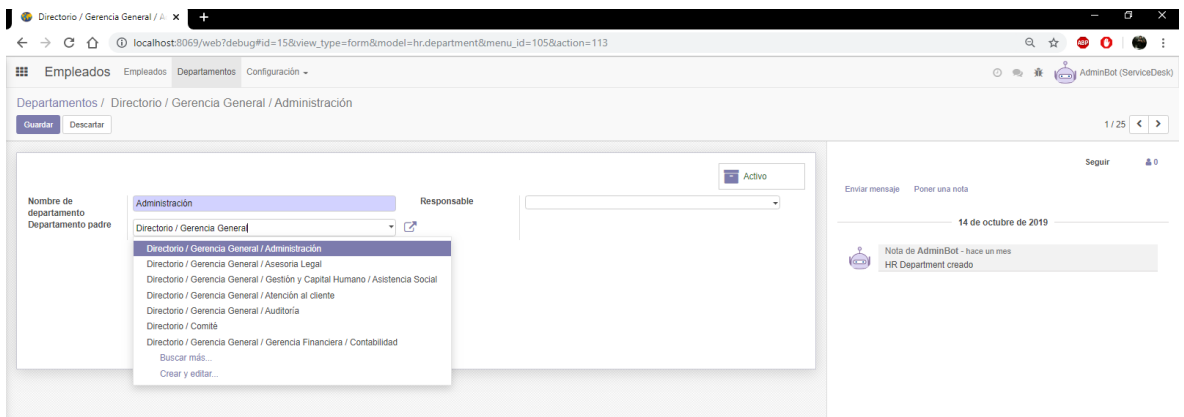 Directorio / Gerencia General / A
localhost:8069/web?debug#id=15&view_type=form&model=hr.department&menu_id=105&action=113
ABP
Empleados Empleados Departamentos Configuración
AdminBot (ServiceDesk)
Departamentos / Directorio / Gerencia General / Administración
Guardar Descartar
1 / 25
Activo
Nombre de departamento
Administración
Responsable
Departamento padre
Directorio / Gerencia General
Directorio / Gerencia General / Administración
Directorio / Gerencia General / Asesoria Legal
Directorio / Gerencia General / Gestión y Capital Humano / Asistencia Social
Directorio / Gerencia General / Atención al cliente
Directorio / Gerencia General / Auditoría
Directorio / Comité
Directorio / Gerencia General / Gerencia Financiera / Contabilidad
Buscar más...
Crear y editar...
Seguir 0
Enviar mensaje Poner una nota
14 de octubre de 2019
Nota de AdminBot - hace un mes
HR Department creado